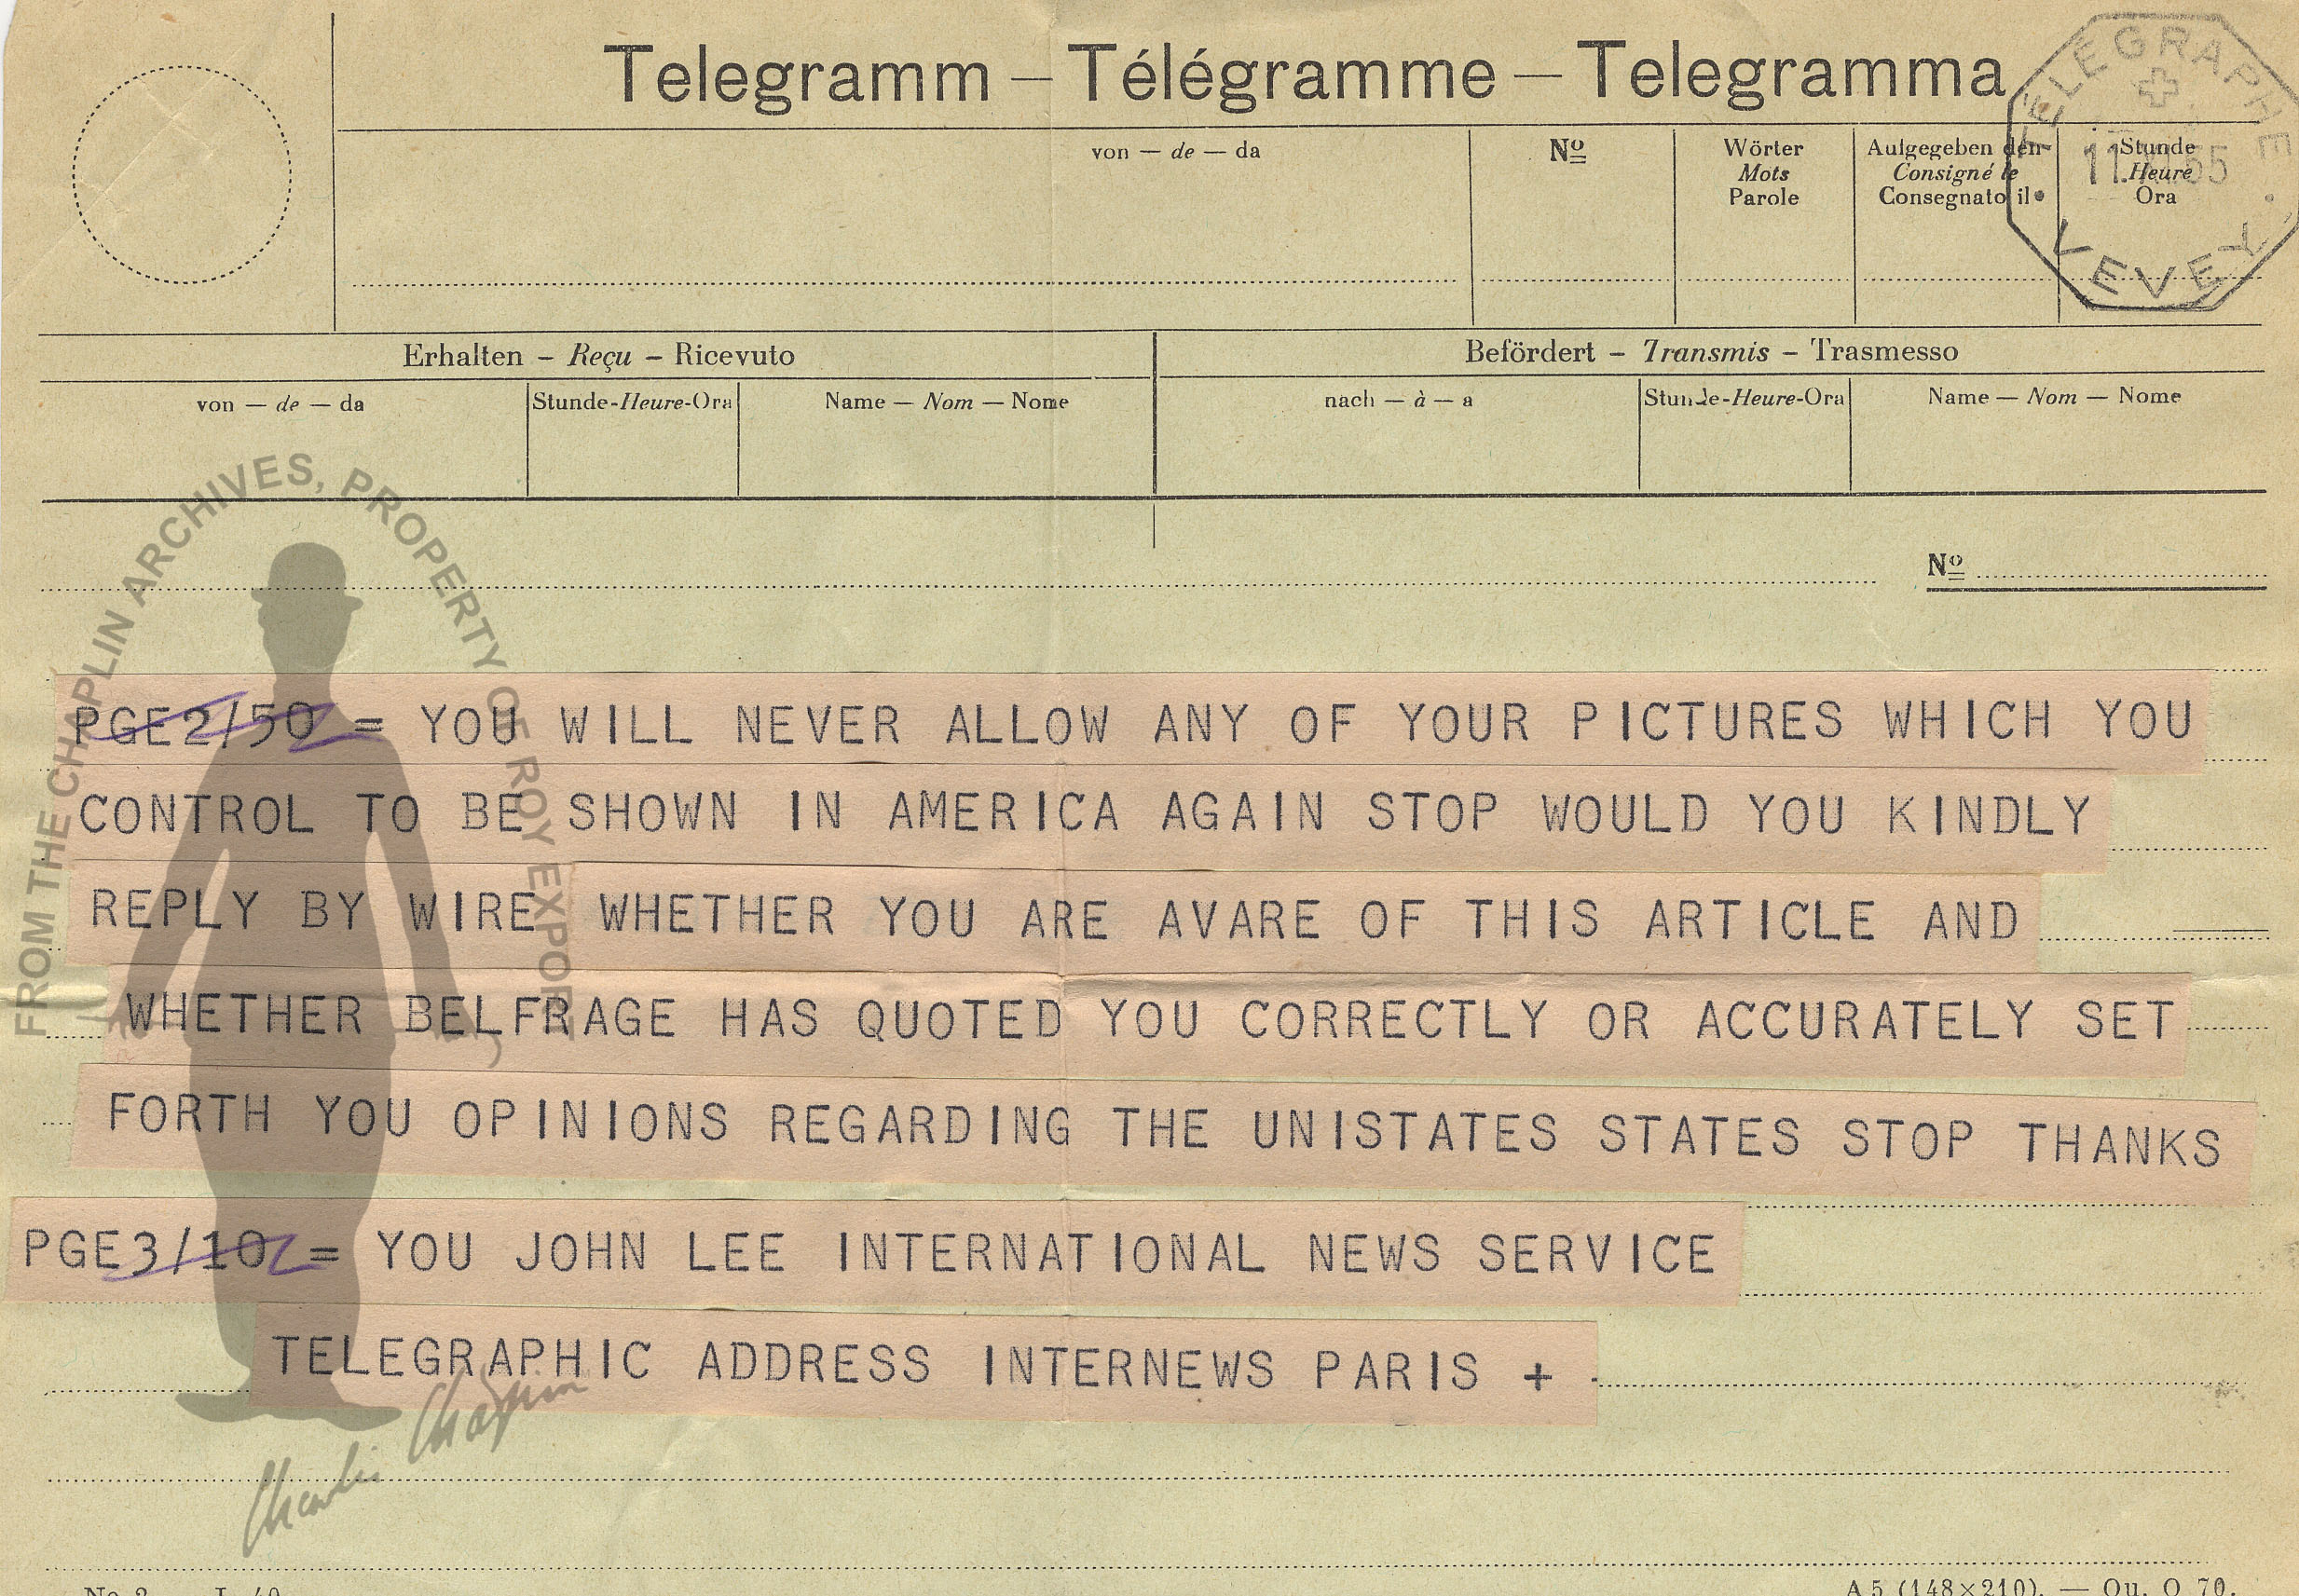 Telegramm – Télégramme – Telegramma
TELEGRAPHE
VEVEY
von — de — da
Nº
Wörter
Mots
Parole
Aufgegeben den
Consigné le
Consegnato il
Stunde
Heure
Ora
Erhalten – Reçu – Ricevuto
Befördert – Transmis – Trasmesso
von — de — da
Stunde-Heure-Ora
Name — Nom — Nome
nach — à — a
Stunde-Heure-Ora
Name — Nom — Nome
Nº
FROM THE CHAPLIN ARCHIVES, PROPERTY OF ROY EXPORT
PGE2/50 = YOU WILL NEVER ALLOW ANY OF YOUR PICTURES WHICH YOU
CONTROL TO BE SHOWN IN AMERICA AGAIN STOP WOULD YOU KINDLY
REPLY BY WIRE WHETHER YOU ARE AVARE OF THIS ARTICLE AND
WHETHER BELFRAGE HAS QUOTED YOU CORRECTLY OR ACCURATELY SET
FORTH YOU OPINIONS REGARDING THE UNISTATES STATES STOP THANKS
PGE3/10 = YOU JOHN LEE INTERNATIONAL NEWS SERVICE
TELEGRAPHIC ADDRESS INTERNEWS PARIS +
Charlie Chaplin
A 5 (148×210). — Qu. O 70.